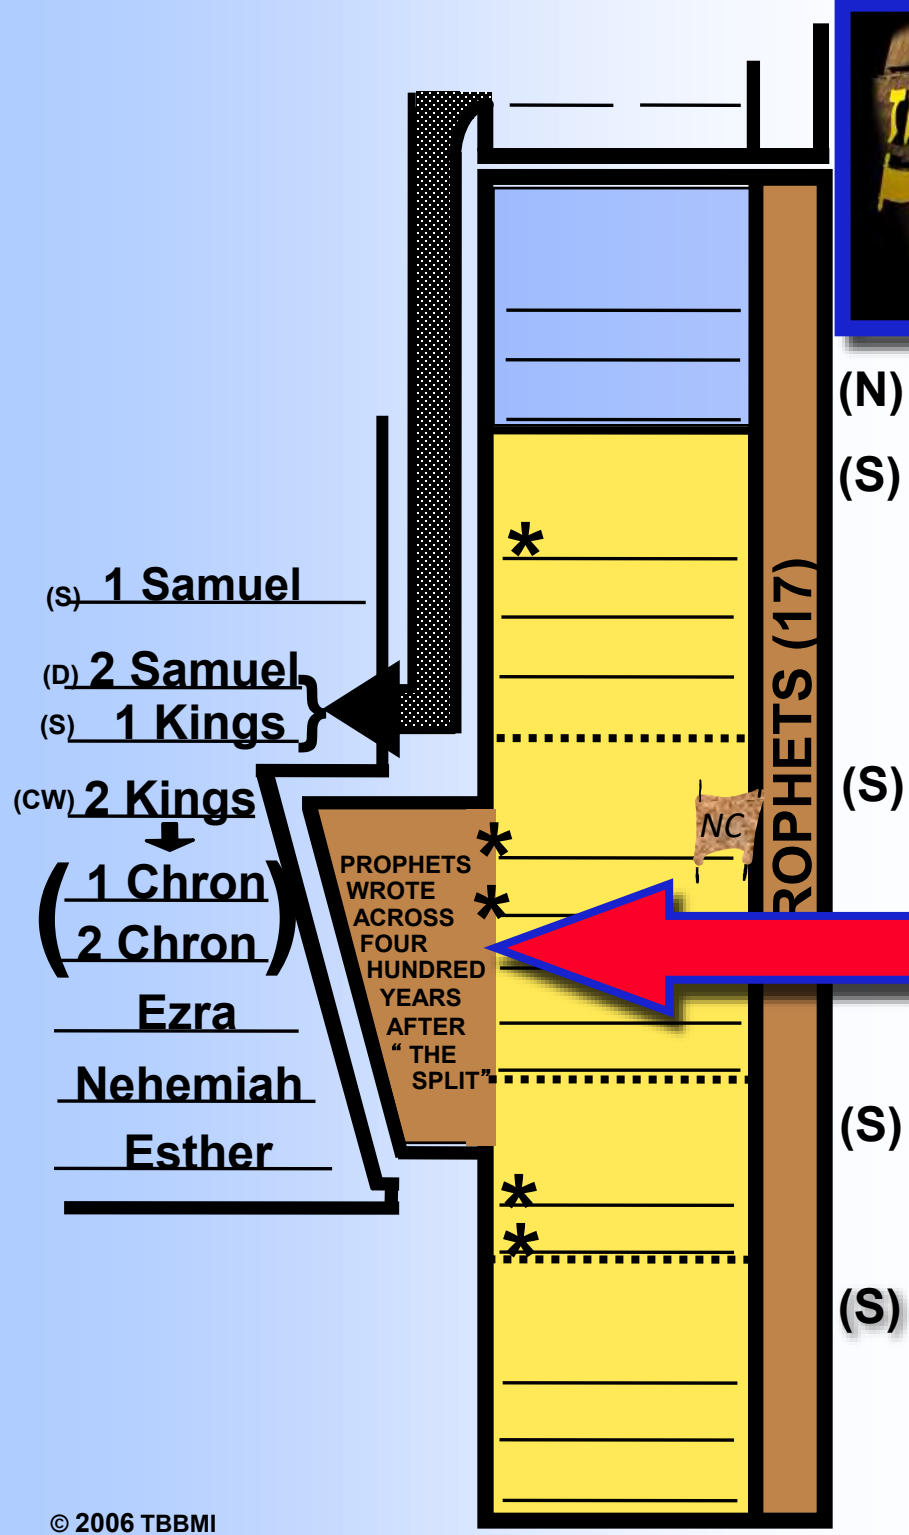 (N)
(S)
(S) 1 Samuel
(D) 2 Samuel
(S) 1 Kings
(CW) 2 Kings
(1 Chron
2 Chron)
Ezra
Nehemiah
Esther
PROPHETS
WROTE
ACROSS
FOUR
HUNDRED
YEARS
AFTER
“ THE
SPLIT”
*
*
*
*
*
NC
ROPHETS (17)
(S)
(S)
(S)
© 2006 TBBMI